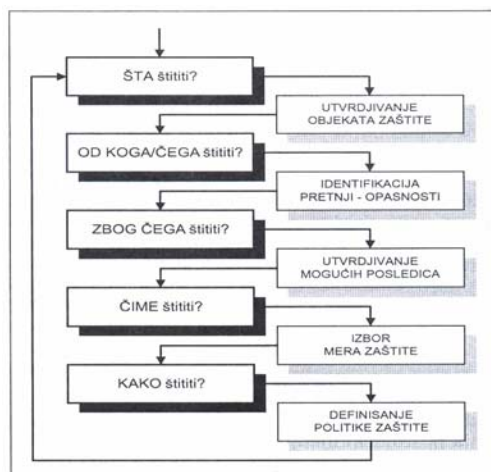 ŠTA štititi?
UTVRDJIVANJE
OBJEKATA ZAŠTITE
OD KOGA/ČEGA štititi?
IDENTIFIKACIJA
PRETNJI - OPASNOSTI
ZBOG ČEGA štititi?
UTVRDJIVANJE
MOGUĆIH POSLEDICA
ČIME štititi?
IZBOR
MERA ZAŠTITE
KAKO štititi?
DEFINISANJE
POLITIKE ZAŠTITE